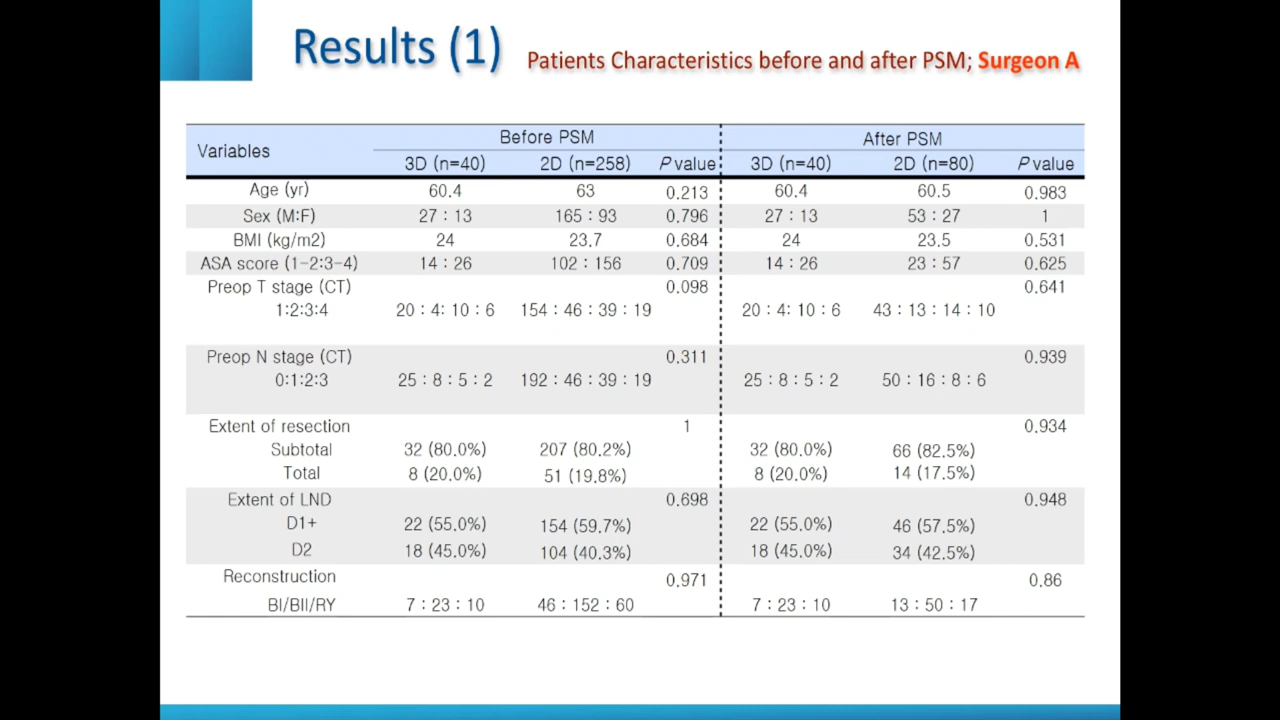 Results (1) Patients Characteristics before and after PSM; Surgeon A
Variables Before PSM After PSM
3D (n=40) 2D (n=258) P value 3D (n=40) 2D (n=80) P value
Age (yr) 60.4 63 0.213 60.4 60.5 0.983
Sex (M:F) 27 : 13 165 : 93 0.796 27 : 13 53 : 27 1
BMI (kg/m2) 24 23.7 0.684 24 23.5 0.531
ASA score (1-2:3-4) 14 : 26 102 : 156 0.709 14 : 26 23 : 57 0.625
Preop T stage (CT) 0.098 0.641
1:2:3:4 20 : 4: 10 : 6 154 : 46 : 39 : 19 20 : 4: 10 : 6 43 : 13 : 14 : 10
Preop N stage (CT) 0.311 0.939
0:1:2:3 25 : 8 : 5 : 2 192 : 46 : 39 : 19 25 : 8 : 5 : 2 50 : 16 : 8 : 6
Extent of resection 1 0.934
Subtotal 32 (80.0%) 207 (80.2%) 32 (80.0%) 66 (82.5%)
Total 8 (20.0%) 51 (19.8%) 8 (20.0%) 14 (17.5%)
Extent of LND 0.698 0.948
D1+ 22 (55.0%) 154 (59.7%) 22 (55.0%) 46 (57.5%)
D2 18 (45.0%) 104 (40.3%) 18 (45.0%) 34 (42.5%)
Reconstruction 0.971 0.86
BI/BII/RY 7 : 23 : 10 46 : 152 : 60 7 : 23 : 10 13 : 50 : 17